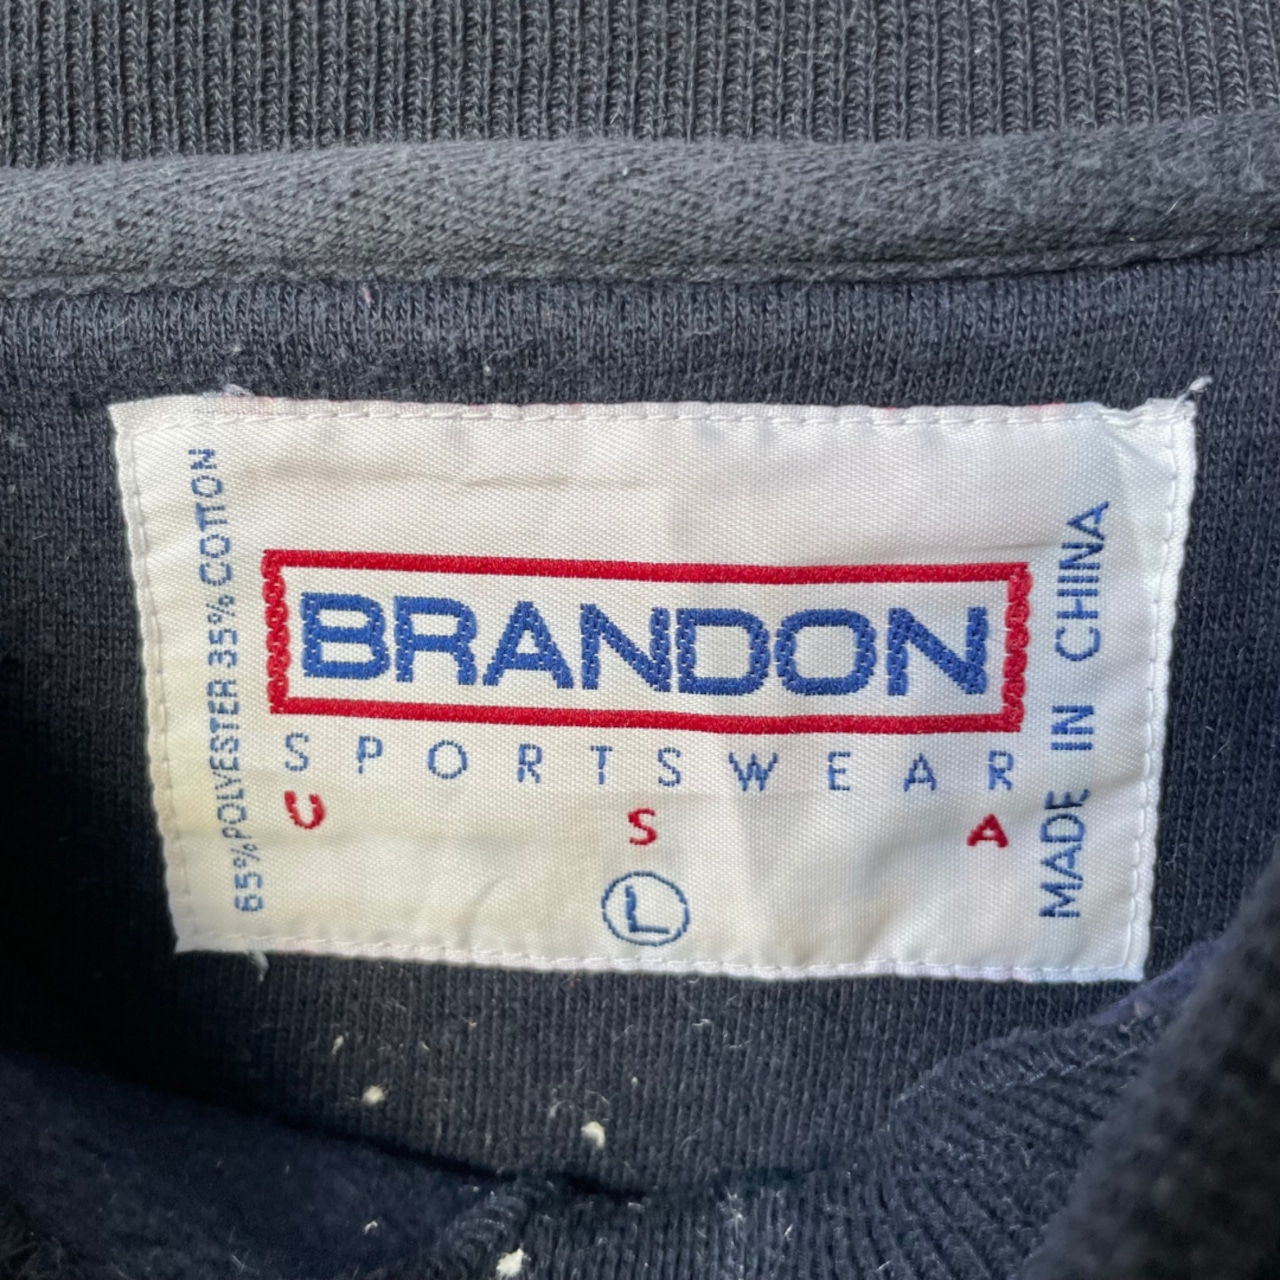 65% POLYESTER 35% COTTON
BRANDON
SPORTSWEAR
U S A
L
MADE IN CHINA